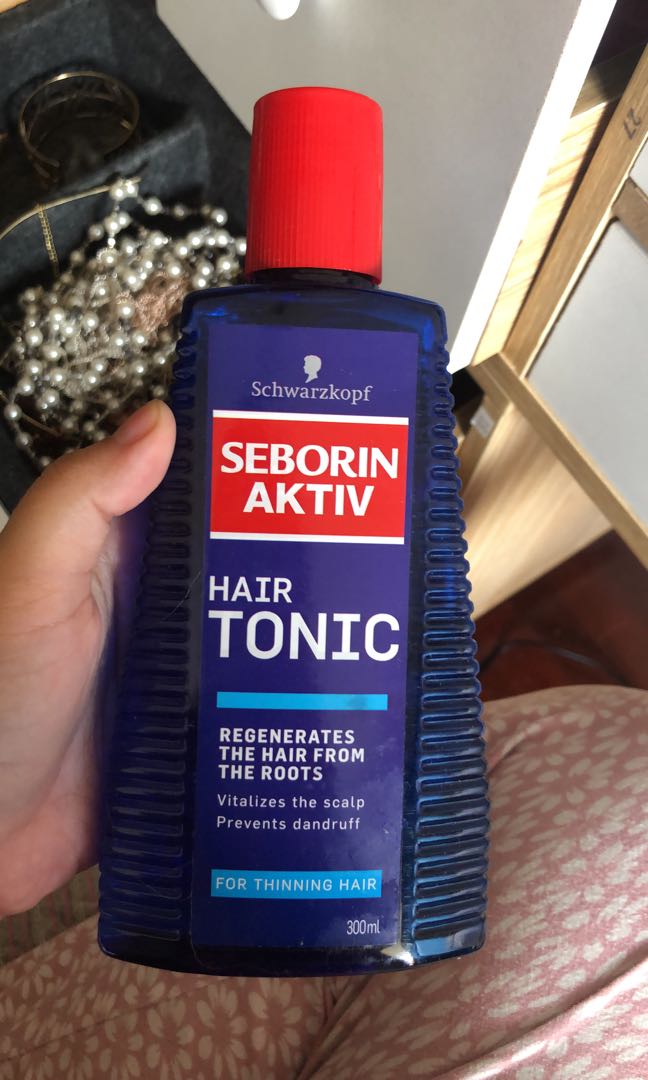 Schwarzkopf
SEBORIN
AKTIV
HAIR
TONIC
REGENERATES
THE HAIR FROM
THE ROOTS
Vitalizes the scalp
Prevents dandruff
FOR THINNING HAIR
300ml
27